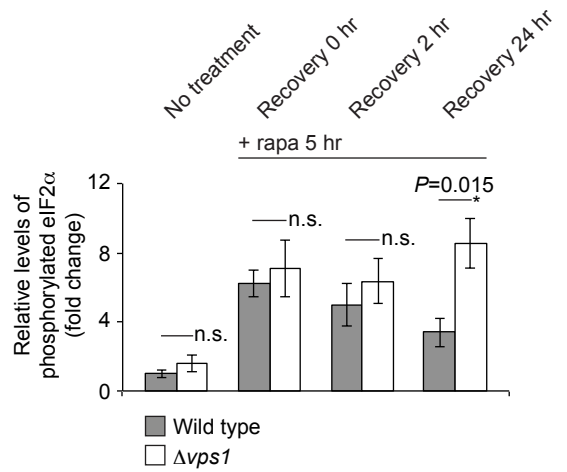 No treatment
Recovery 0 hr
Recovery 2 hr
Recovery 24 hr
+ rapa 5 hr
Relative levels of
phosphorylated eIF2α
(fold change)
12
8
4
0
n.s.
n.s.
n.s.
P=0.015
*
Wild type
Δvps1